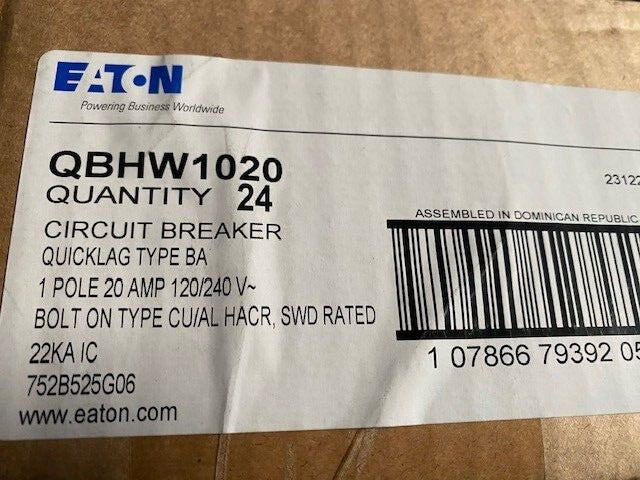 EATON
Powering Business Worldwide
QBHW1020
QUANTITY 24
23122
ASSEMBLED IN DOMINICAN REPUBLIC
CIRCUIT BREAKER
QUICKLAG TYPE BA
1 POLE 20 AMP 120/240 V~
BOLT ON TYPE CU/AL HACR, SWD RATED
22KA IC
752B525G06
www.eaton.com
1 07866 79392 05